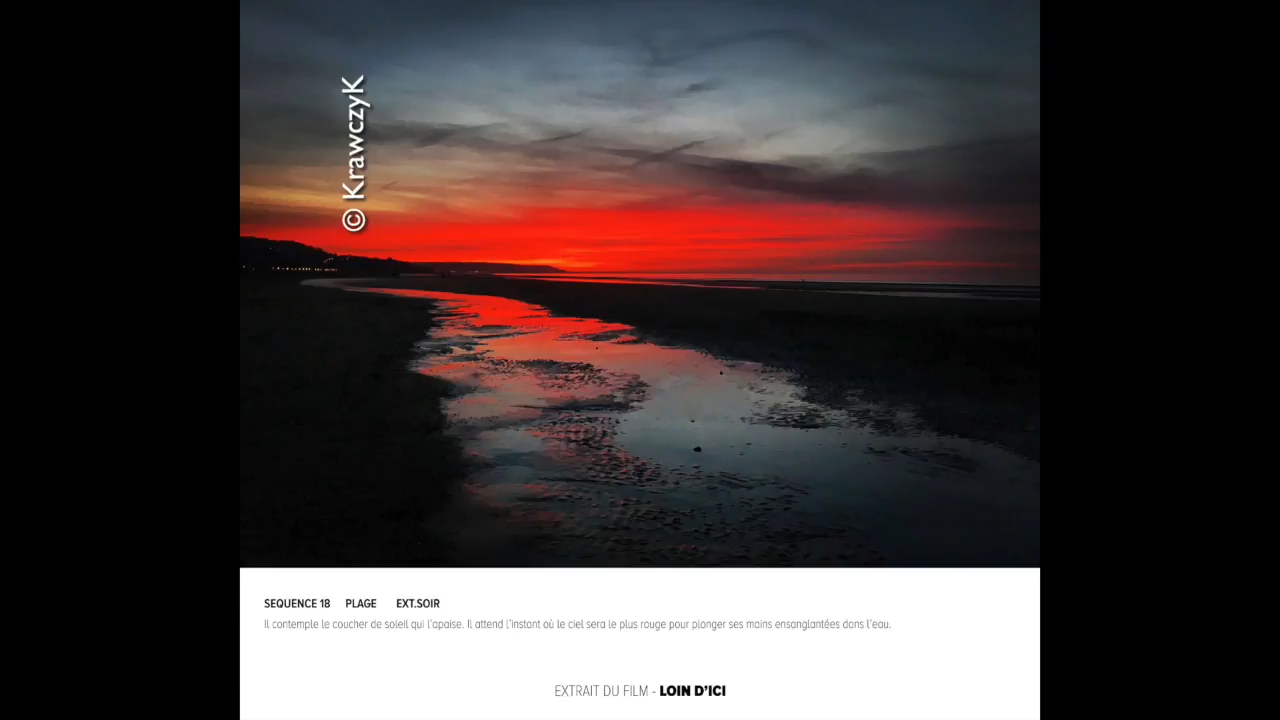 © KrawczyK
SEQUENCE 18 PLAGE EXT.SOIR
Il contemple le coucher de soleil qui l'apaise. Il attend l'instant où le ciel sera le plus rouge pour plonger ses mains ensanglantées dans l'eau.
EXTRAIT DU FILM - LOIN D'ICI